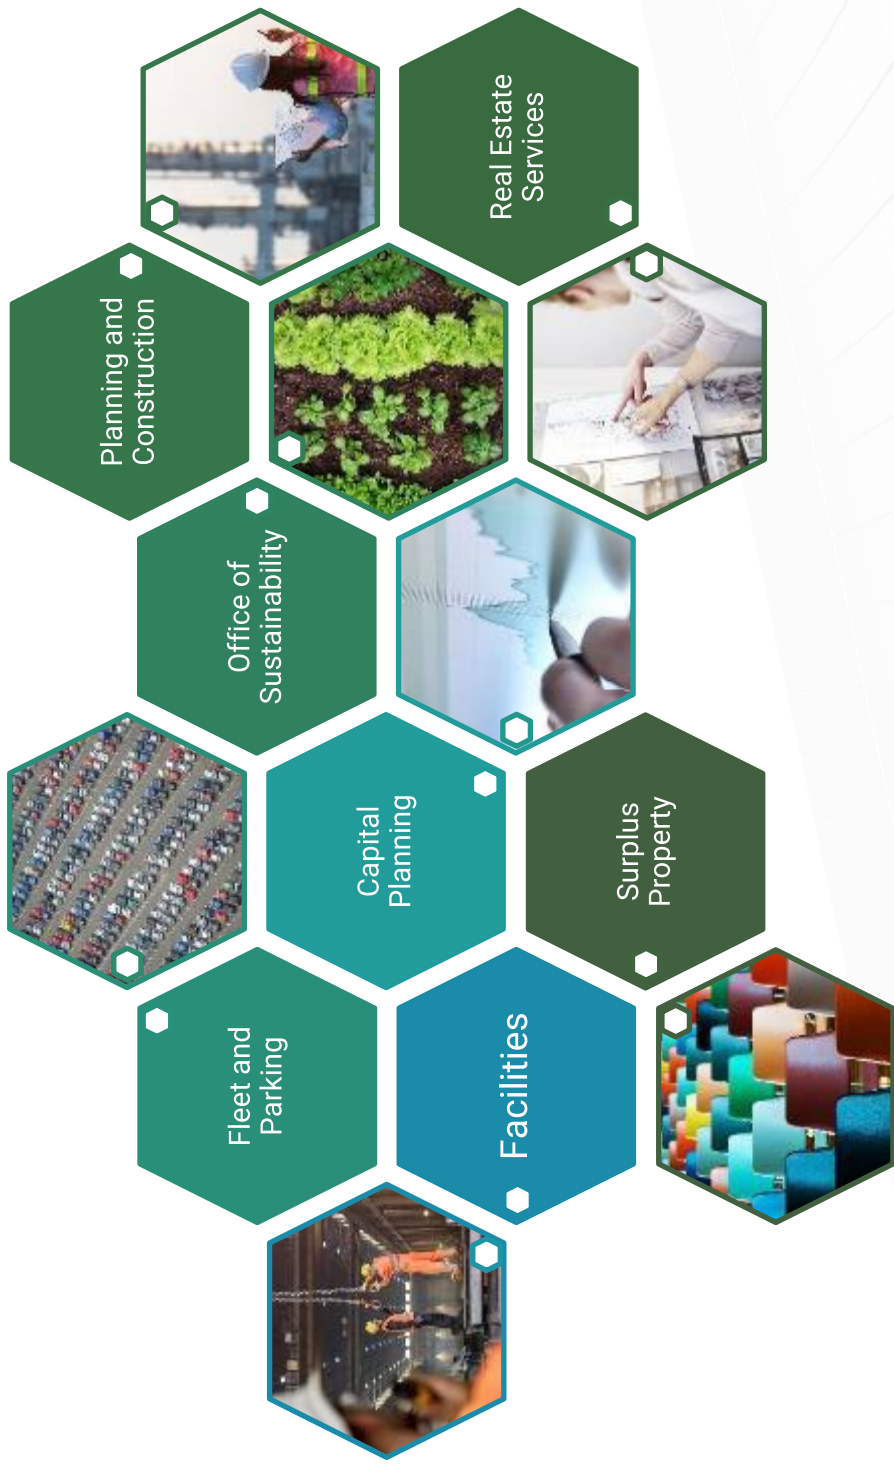 Real Estate
Services
Planning and
Construction
Office of
Sustainability
Capital
Planning
Surplus
Property
Fleet and
Parking
Facilities